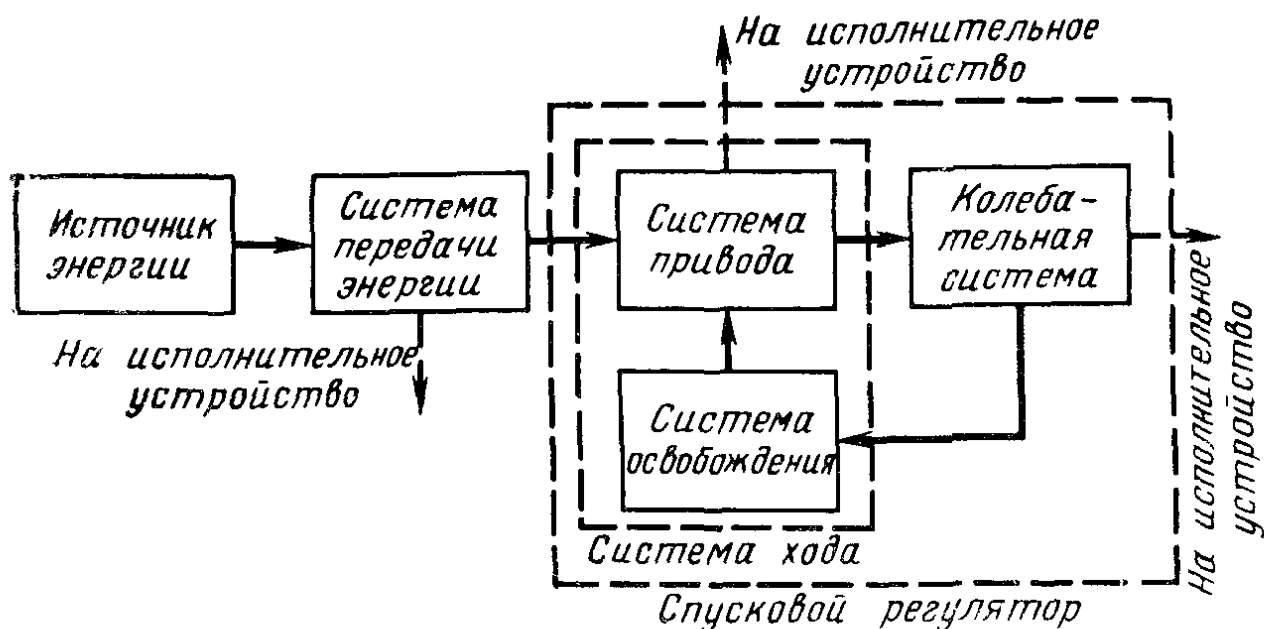 На исполнительное
устройство
Источник
энергии
Система
передачи
энергии
Система
привода
Колеба-
тельная
система
На исполнительное
устройство
Система
освобождения
На исполнительное
устройство
Система хода
Спусковой регулятор